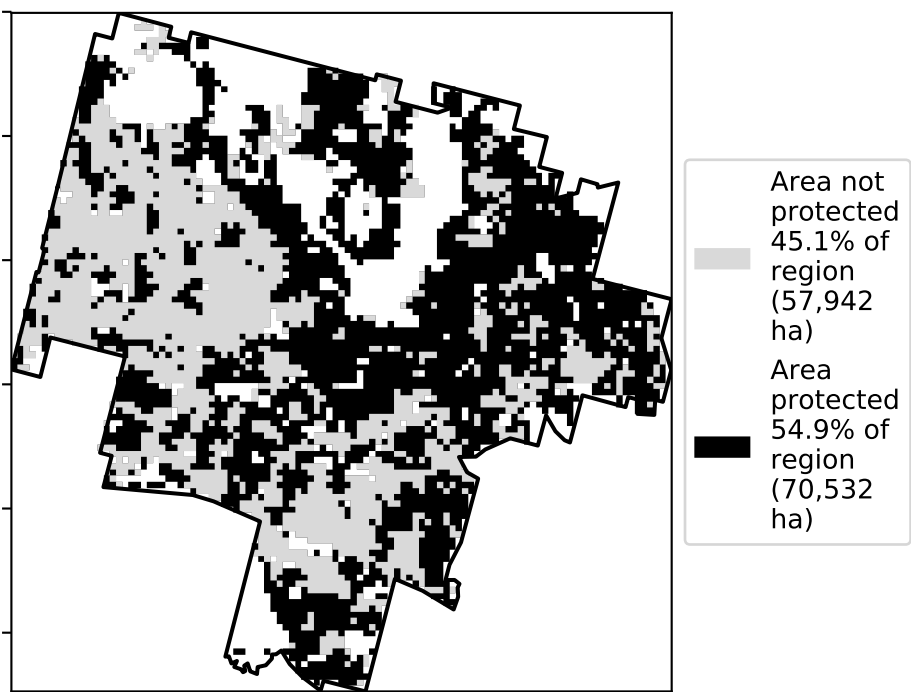 Area not
protected
45.1% of
region
(57,942
ha)
Area
protected
54.9% of
region
(70,532
ha)